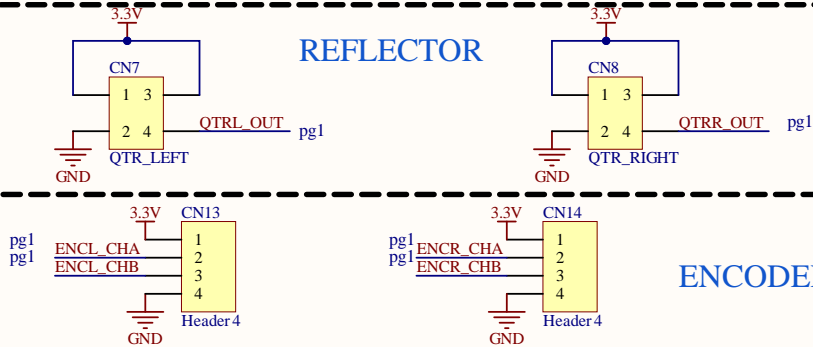 3.3V
3.3V
REFLECTOR
CN7
CN8
1 3
1 3
2 4
QTRL_OUT
pg1
2 4
QTRR_OUT
pg1
QTR_LEFT
QTR_RIGHT
GND
GND
3.3V
CN13
3.3V
CN14
pg1
ENCL_CHA
1
pg1
ENCR_CHA
1
pg1
ENCL_CHB
2
pg1
ENCR_CHB
2
3
3
ENCODE
4
4
Header 4
Header 4
GND
GND